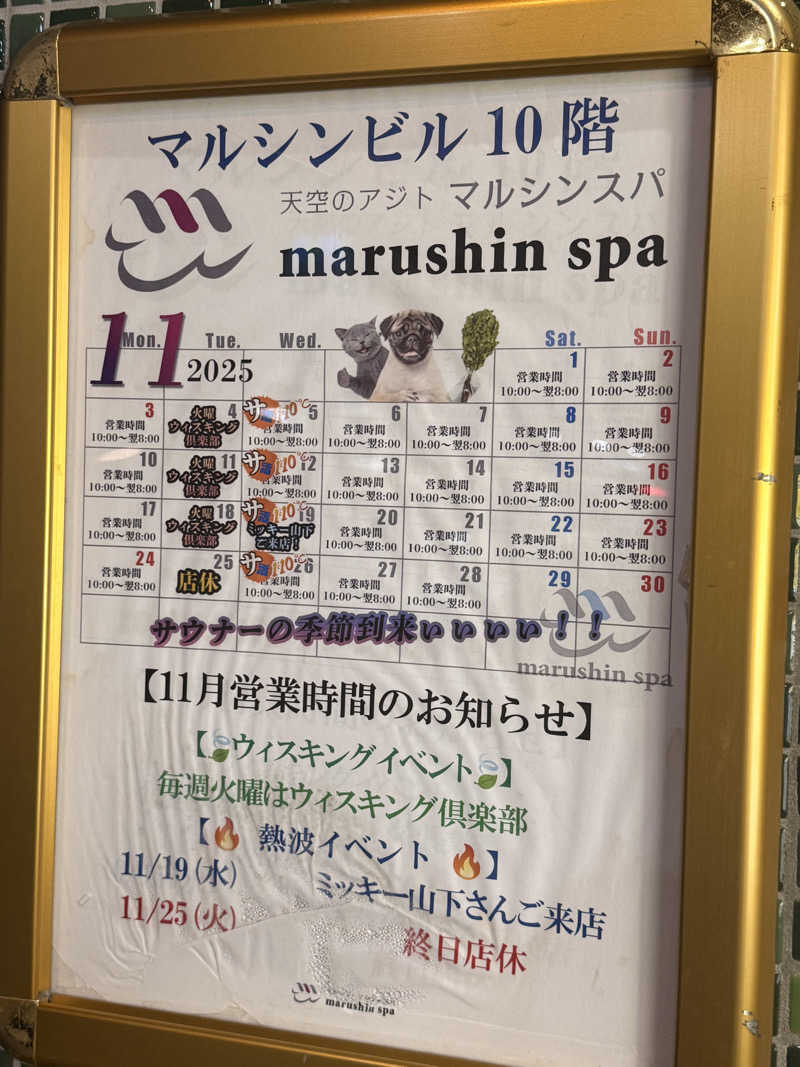 マルシンビル 10 階
天空のアジト マルシンスパ
marushin spa
11 Mon. Tue. Wed. Sat. Sun.
2025
1 2
営業時間 営業時間
10:00～翌8:00 10:00～翌8:00
3 4 5 6 7 8 9
営業時間 火曜 ウィスキング 倶楽部 サ 110℃ 営業時間 営業時間 営業時間 営業時間 営業時間
10:00～翌8:00 10:00～翌8:00 10:00～翌8:00 10:00～翌8:00 10:00～翌8:00 10:00～翌8:00
10 11 12 13 14 15 16
営業時間 火曜 ウィスキング 倶楽部 サ 110℃ 営業時間 営業時間 営業時間 営業時間 営業時間
10:00～翌8:00 10:00～翌8:00 10:00～翌8:00 10:00～翌8:00 10:00～翌8:00 10:00～翌8:00
17 18 19 20 21 22 23
営業時間 火曜 ウィスキング 倶楽部 サ 110℃ ミッキー山下 ご来店! 営業時間 営業時間 営業時間 営業時間
10:00～翌8:00 10:00～翌8:00 10:00～翌8:00 10:00～翌8:00 10:00～翌8:00
24 25 26 27 28 29 30
営業時間 店休 サ 110℃ 営業時間 営業時間 営業時間
10:00～翌8:00 10:00～翌8:00 10:00～翌8:00 10:00～翌8:00
サウナーの季節到来ぃぃぃぃ！！
marushin spa
【11月営業時間のお知らせ】
【🍃ウィスキングイベント🍃】
毎週火曜はウィスキング倶楽部
【🔥 熱波イベント 🔥】
11/19 (水) ミッキー山下さんご来店
11/25 (火) 終日店休
marushin spa